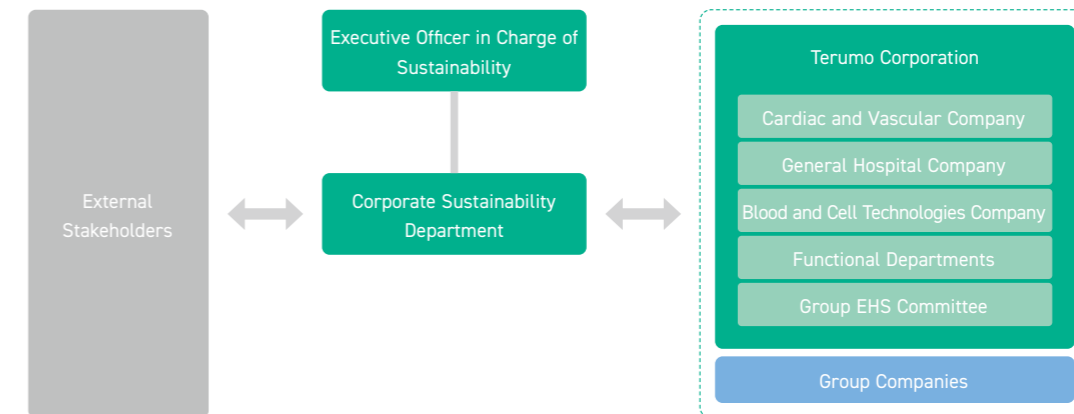 External
Stakeholders
Executive Officer in Charge of
Sustainability
Corporate Sustainability
Department
Terumo Corporation
Cardiac and Vascular Company
General Hospital Company
Blood and Cell Technologies Company
Functional Departments
Group EHS Committee
Group Companies